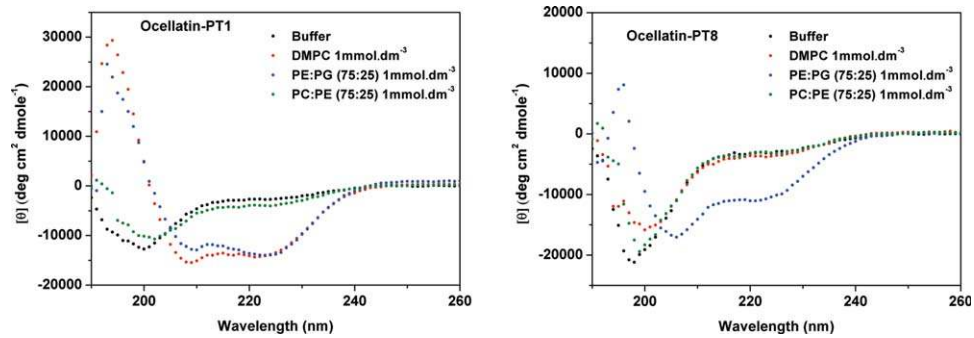 Ocellatin-PT1
Buffer
DMPC 1mmol.dm⁻³
PE:PG (75:25) 1mmol.dm⁻³
PC:PE (75:25) 1mmol.dm⁻³
[θ] (deg cm² dmole⁻¹)
30000
20000
10000
0
-10000
-20000
200
220
240
260
Wavelength (nm)
Ocellatin-PT8
Buffer
DMPC 1mmol.dm⁻³
PE:PG (75:25) 1mmol.dm⁻³
PC:PE (75:25) 1mmol.dm⁻³
[θ] (deg cm² dmole⁻¹)
20000
10000
0
-10000
-20000
200
220
240
260
Wavelength (nm)